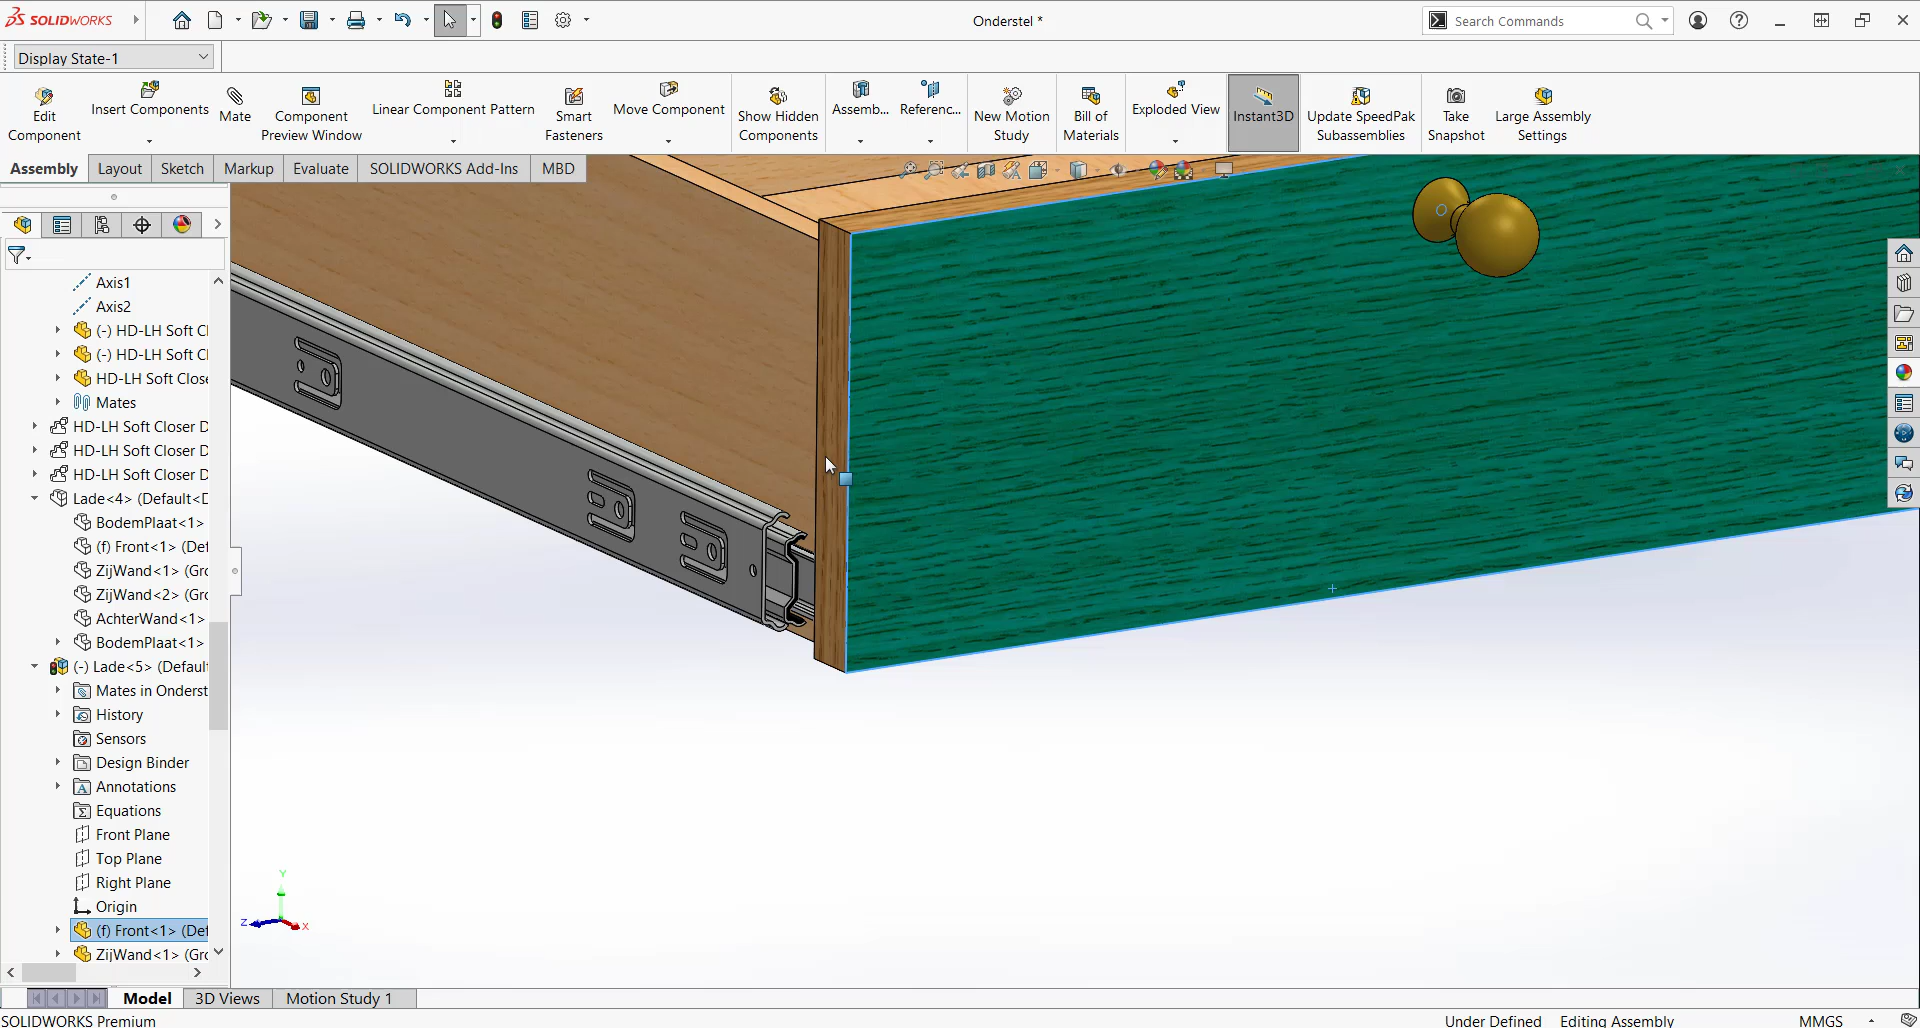 SOLIDWORKS
Onderstel *
Search Commands
Display State-1
Edit Component
Insert Components
Mate
Component Preview Window
Linear Component Pattern
Smart Fasteners
Move Component
Show Hidden Components
Assemb...
Referenc...
New Motion Study
Bill of Materials
Exploded View
Instant3D
Update SpeedPak Subassemblies
Take Snapshot
Large Assembly Settings
Assembly
Layout
Sketch
Markup
Evaluate
SOLIDWORKS Add-Ins
MBD
Axis1
Axis2
(-) HD-LH Soft Cl
(-) HD-LH Soft Cl
HD-LH Soft Close
Mates
HD-LH Soft Closer D
HD-LH Soft Closer D
HD-LH Soft Closer D
Lade<4> (Default<D
BodemPlaat<1>
(f) Front<1> (Def
ZijWand<1> (Gro
ZijWand<2> (Gro
AchterWand<1>
BodemPlaat<1>
(-) Lade<5> (Default
Mates in Onderst
History
Sensors
Design Binder
Annotations
Equations
Front Plane
Top Plane
Right Plane
Origin
(f) Front<1> (Def
ZijWand<1> (Gro
Y
Z
X
Model
3D Views
Motion Study 1
SOLIDWORKS Premium
Under Defined
Editing Assembly
MMGS